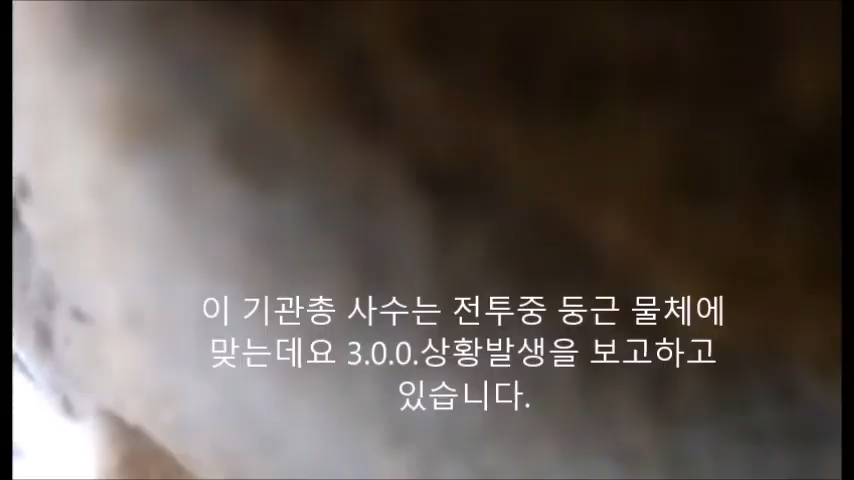 이 기관총 사수는 전투중 둥근 물체에
맞는데요 3.0.0.상황발생을 보고하고
있습니다.